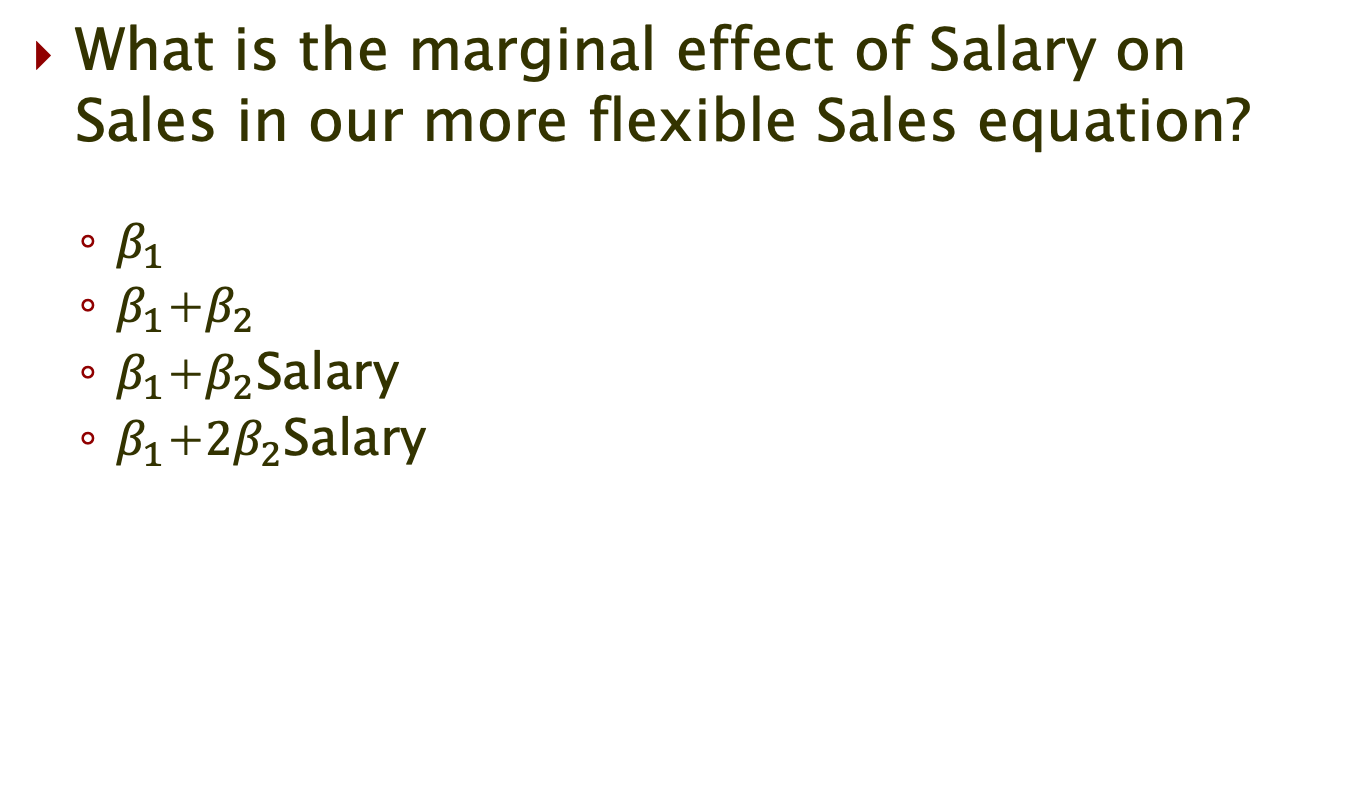 What is the marginal effect of Salary on
Sales in our more flexible Sales equation?
𝛽₁
𝛽₁+𝛽₂
𝛽₁+𝛽₂Salary
𝛽₁+2𝛽₂Salary